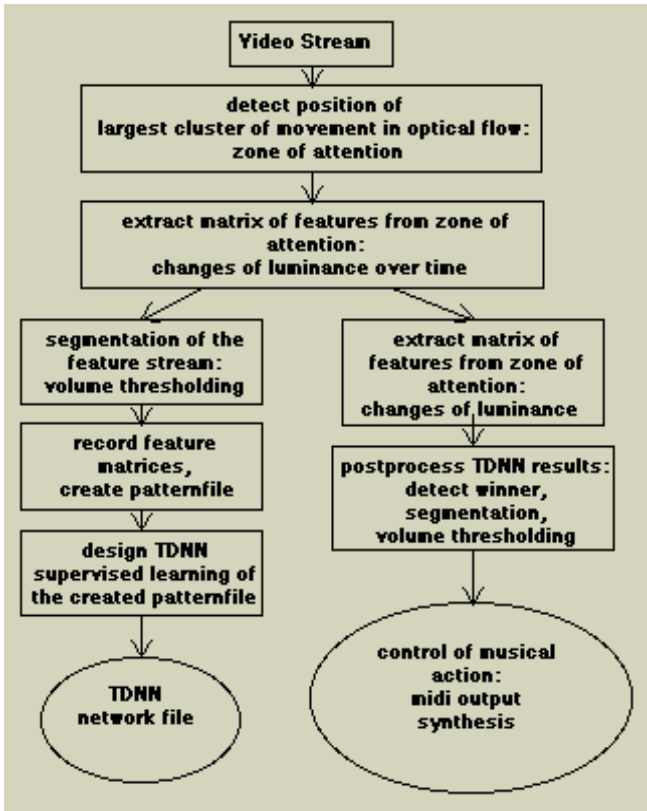 Video Stream
detect position of
largest cluster of movement in optical flow:
zone of attention
extract matrix of features from zone of
attention:
changes of luminance over time
segmentation of the
feature stream:
volume thresholding
record feature
matrices,
create patternfile
design TDNN
supervised learning of
the created patternfile
TDNN
network file
extract matrix of
features from zone of
attention:
changes of luminance
postprocess TDNN results:
detect winner,
segmentation,
volume thresholding
control of musical
action:
midi output
synthesis